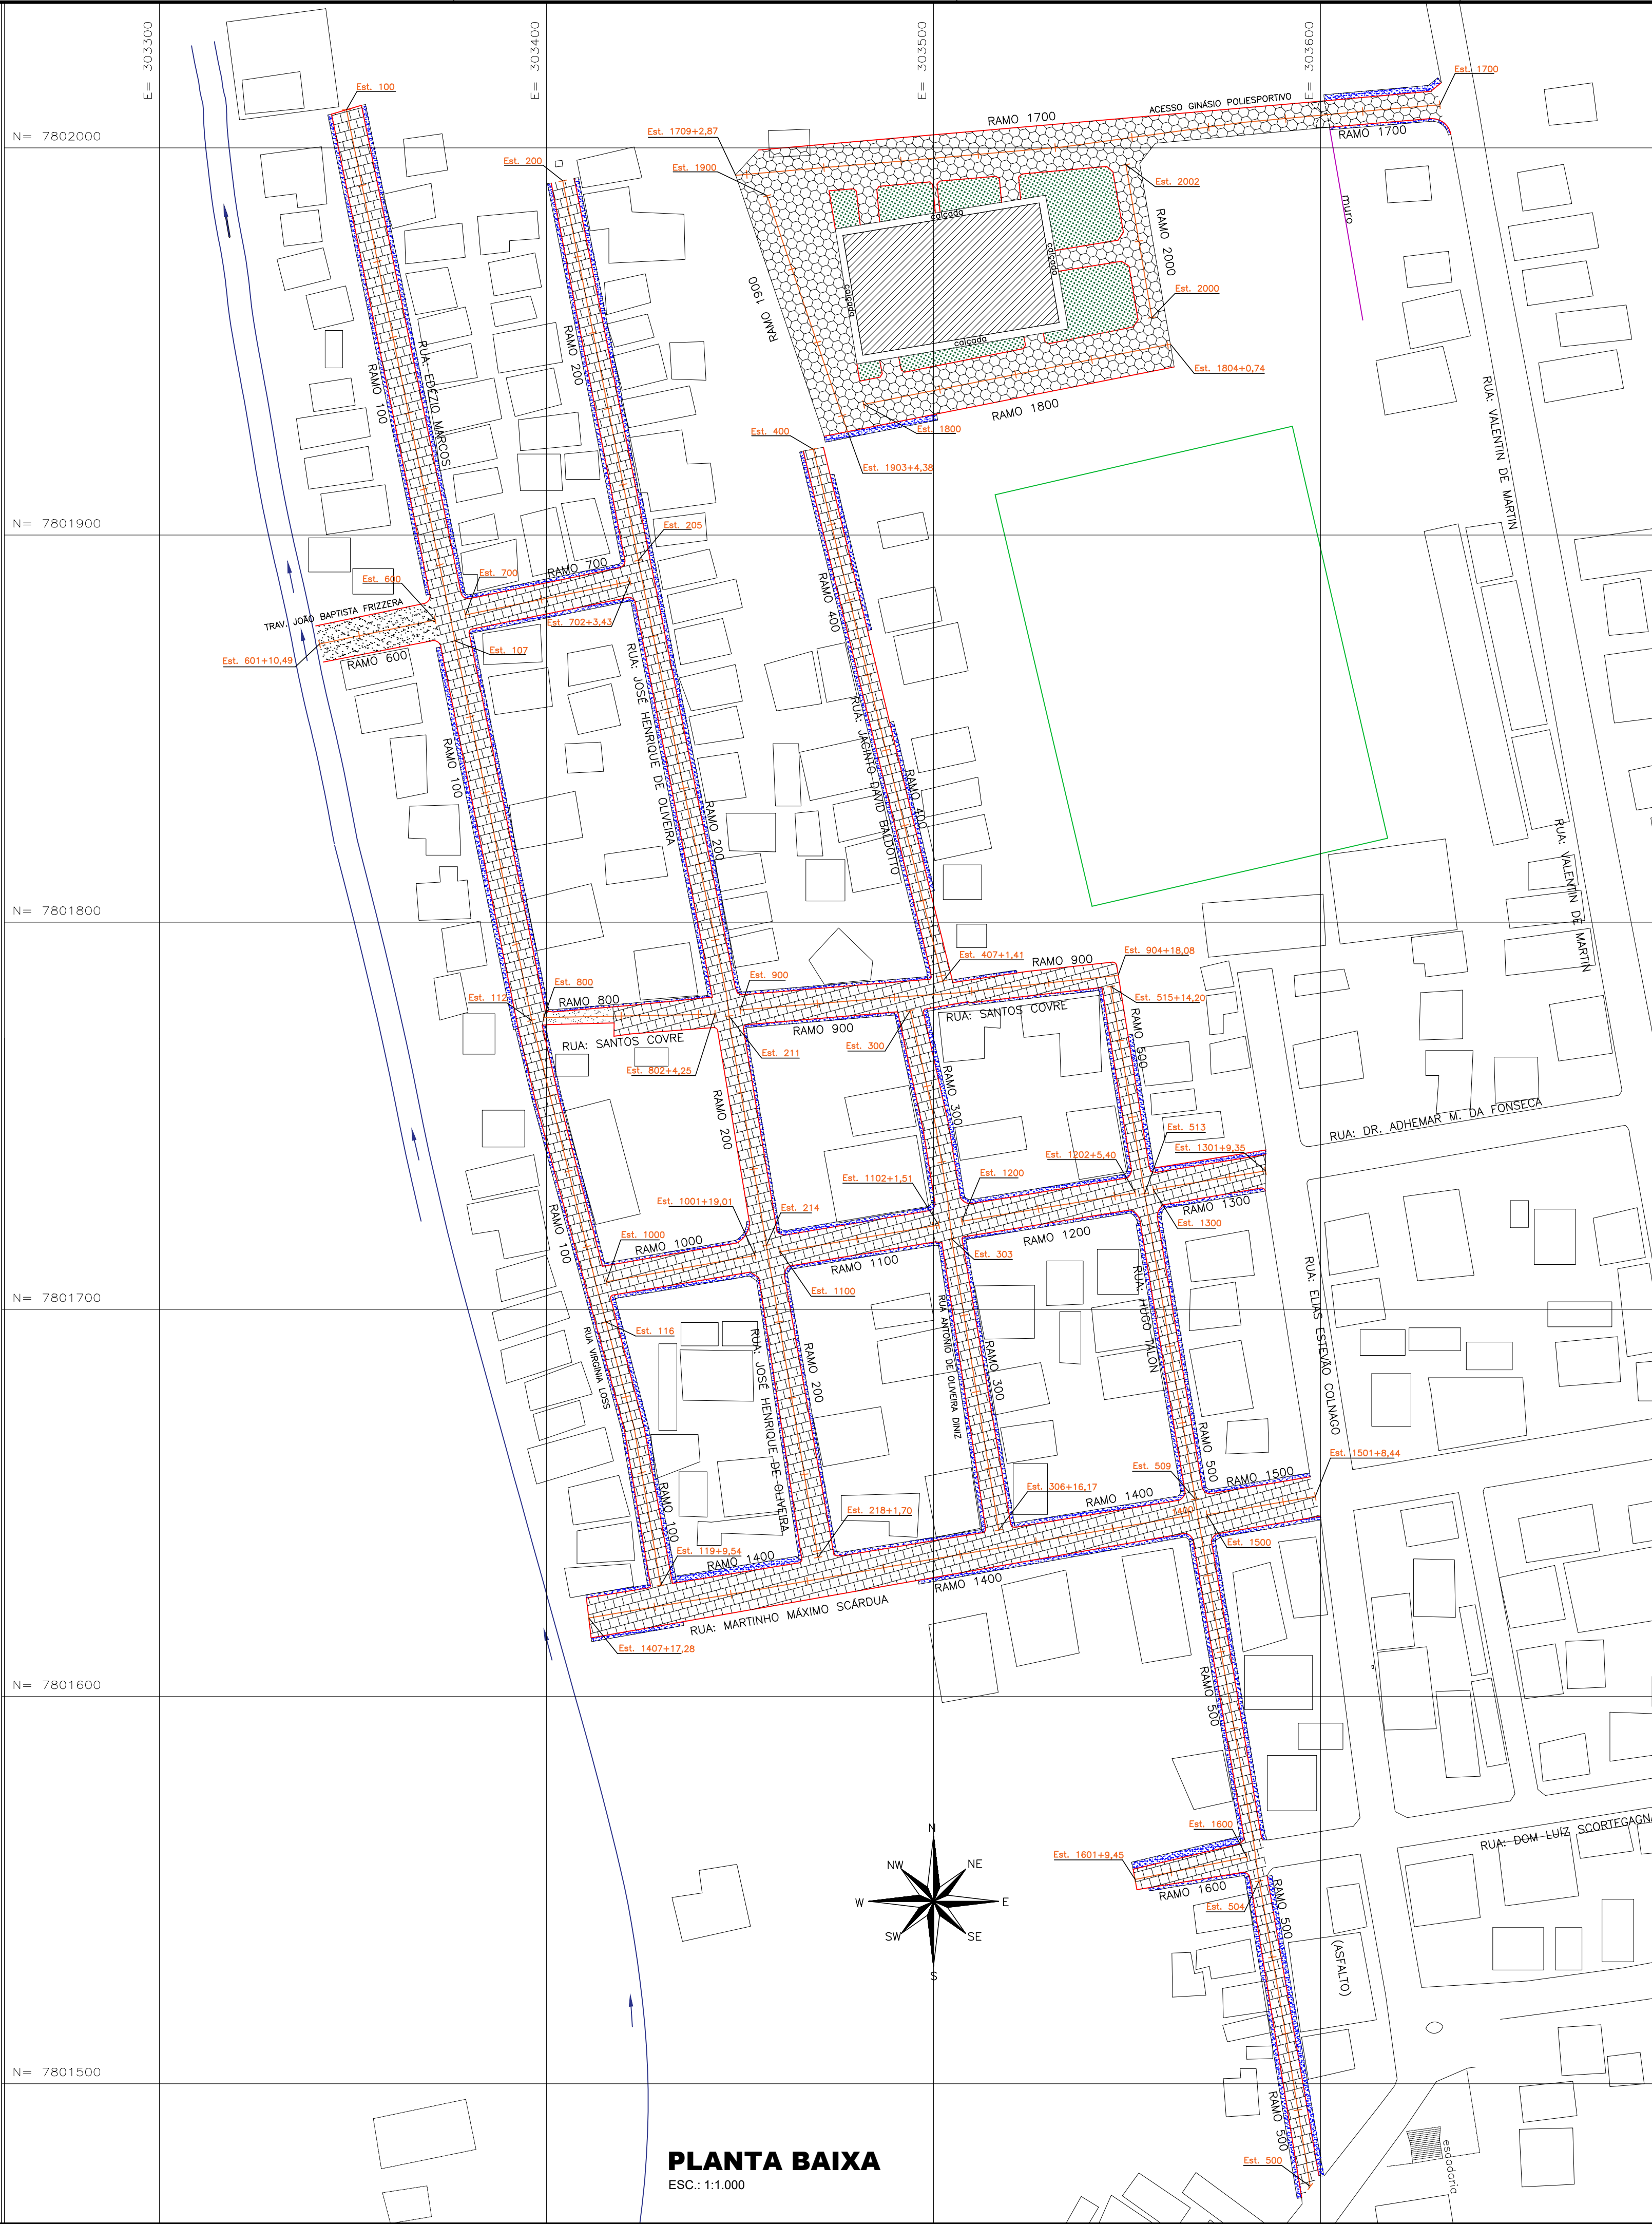 E= 303300
E= 303400
E= 303500
E= 303600
Est. 1700
Est. 100
ACESSO GINÁSIO POLIESPORTIVO
RAMO 1700
Est. 1709+2,87
RAMO 1700
N= 7802000
Est. 200
Est. 1900
Est. 2002
calçada
muro
RAMO 2000
calçada
Est. 2000
RAMO 1900
calçada
calçada
RAMO 200
RUA: EDEZIO MARCOS
RAMO 100
Est. 1804+0,74
RAMO 1800
RUA: VALENTIN DE MARTIN
Est. 400
Est. 1800
Est. 1903+4,38
N= 7801900
Est. 205
RAMO 700
Est. 600
Est. 700
RAMO 400
TRAV. JOÃO BAPTISTA FRIZZERA
Est. 702+3,43
Est. 107
Est. 601+10,49
RAMO 600
RUA: JOSÉ HENRIQUE DE OLIVEIRA
RUA: JACINTO DAVID BALDOTTO
RAMO 100
RAMO 400
RAMO 200
RUA: VALENTIN DE MARTIN
N= 7801800
Est. 407+1,41
RAMO 900
Est. 904+18,08
Est. 800
Est. 900
Est. 112
RAMO 800
Est. 515+14,20
RUA: SANTOS COVRE
RAMO 900
RUA: SANTOS COVRE
Est. 300
Est. 211
RAMO 500
Est. 802+4,25
RAMO 200
RAMO 300
RUA: DR. ADHEMAR M. DA FONSECA
Est. 513
Est. 1202+5,40
Est. 1301+9,35
Est. 1102+1,51
Est. 1200
Est. 1001+19,01
Est. 214
RAMO 1300
Est. 1300
RAMO 100
Est. 1000
RAMO 1000
RAMO 1200
Est. 303
RAMO 1100
Est. 1100
RUA: HUGO TALON
RUA: ELIAS ESEVÃO COLNAGO
N= 7801700
Est. 116
RUA VIRGINIA LOSS
RUA: JOSÉ HENRIQUE DE OLIVEIRA
RAMO 200
RUA ANTONIO DE OLIVEIRA DINIZ
RAMO 300
RAMO 500
Est. 1501+8,44
Est. 509
RAMO 1500
Est. 306+16,17
RAMO 1400
RAMO 100
Est. 218+1,70
1400
Est. 1500
Est. 119+9,54
RAMO 1400
RAMO 1400
RUA: MARTINHO MÁXIMO SCÁRDUA
Est. 1407+17,28
N= 7801600
RAMO 500
Est. 1600
RUA: DOM LUÍZ SCORTEGAGN
Est. 1601+9,45
N
NW
NE
W
E
SW
SE
S
RAMO 1600
Est. 504
RAMO 500
(ASFALTO)
N= 7801500
RAMO 500
escadaria
Est. 500
PLANTA BAIXA
ESC.: 1:1.000